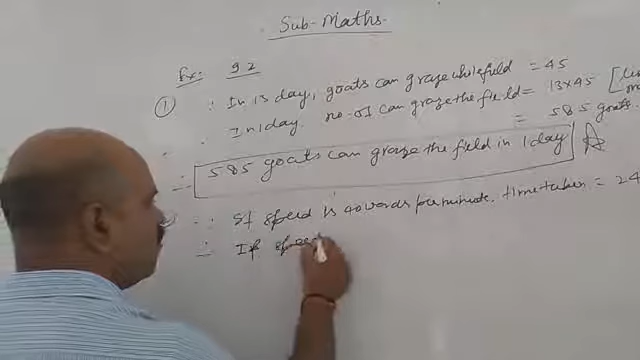 Sub-Maths.
Ex: 9.2
① ∵ In 13 day, goats can graze whole field = 45
∴ In 1 day. no-of can graze the field = 13×45
= 585 goats.
∴ 585 goats can graze the field in 1 day
∵ If speed is 40 words per minute, time taken = 24
∴ If speed